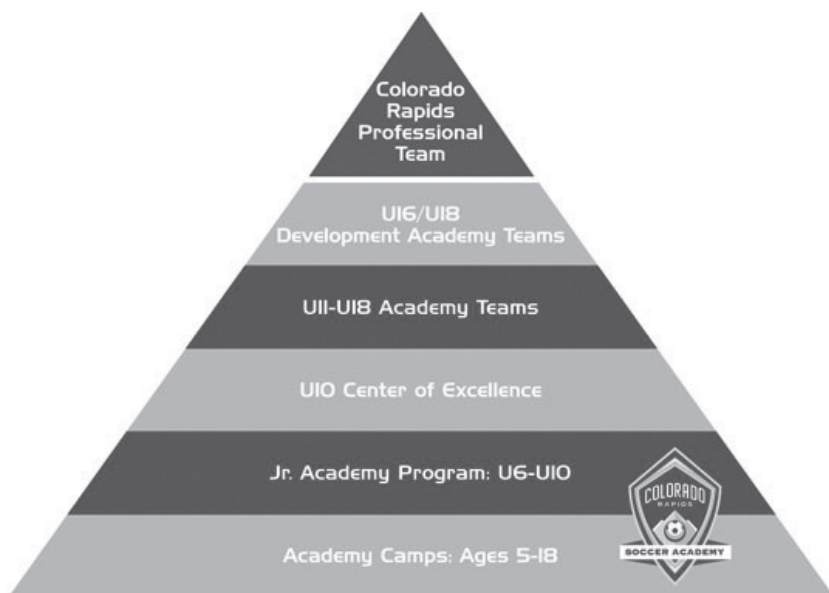 Colorado
Rapids
Professional
Team
U16/U18
Development Academy Teams
U11-U18 Academy Teams
U10 Center of Excellence
Jr. Academy Program: U6-U10
Academy Camps: Ages 5-18
COLORADO
RAPIDS
SOCCER ACADEMY